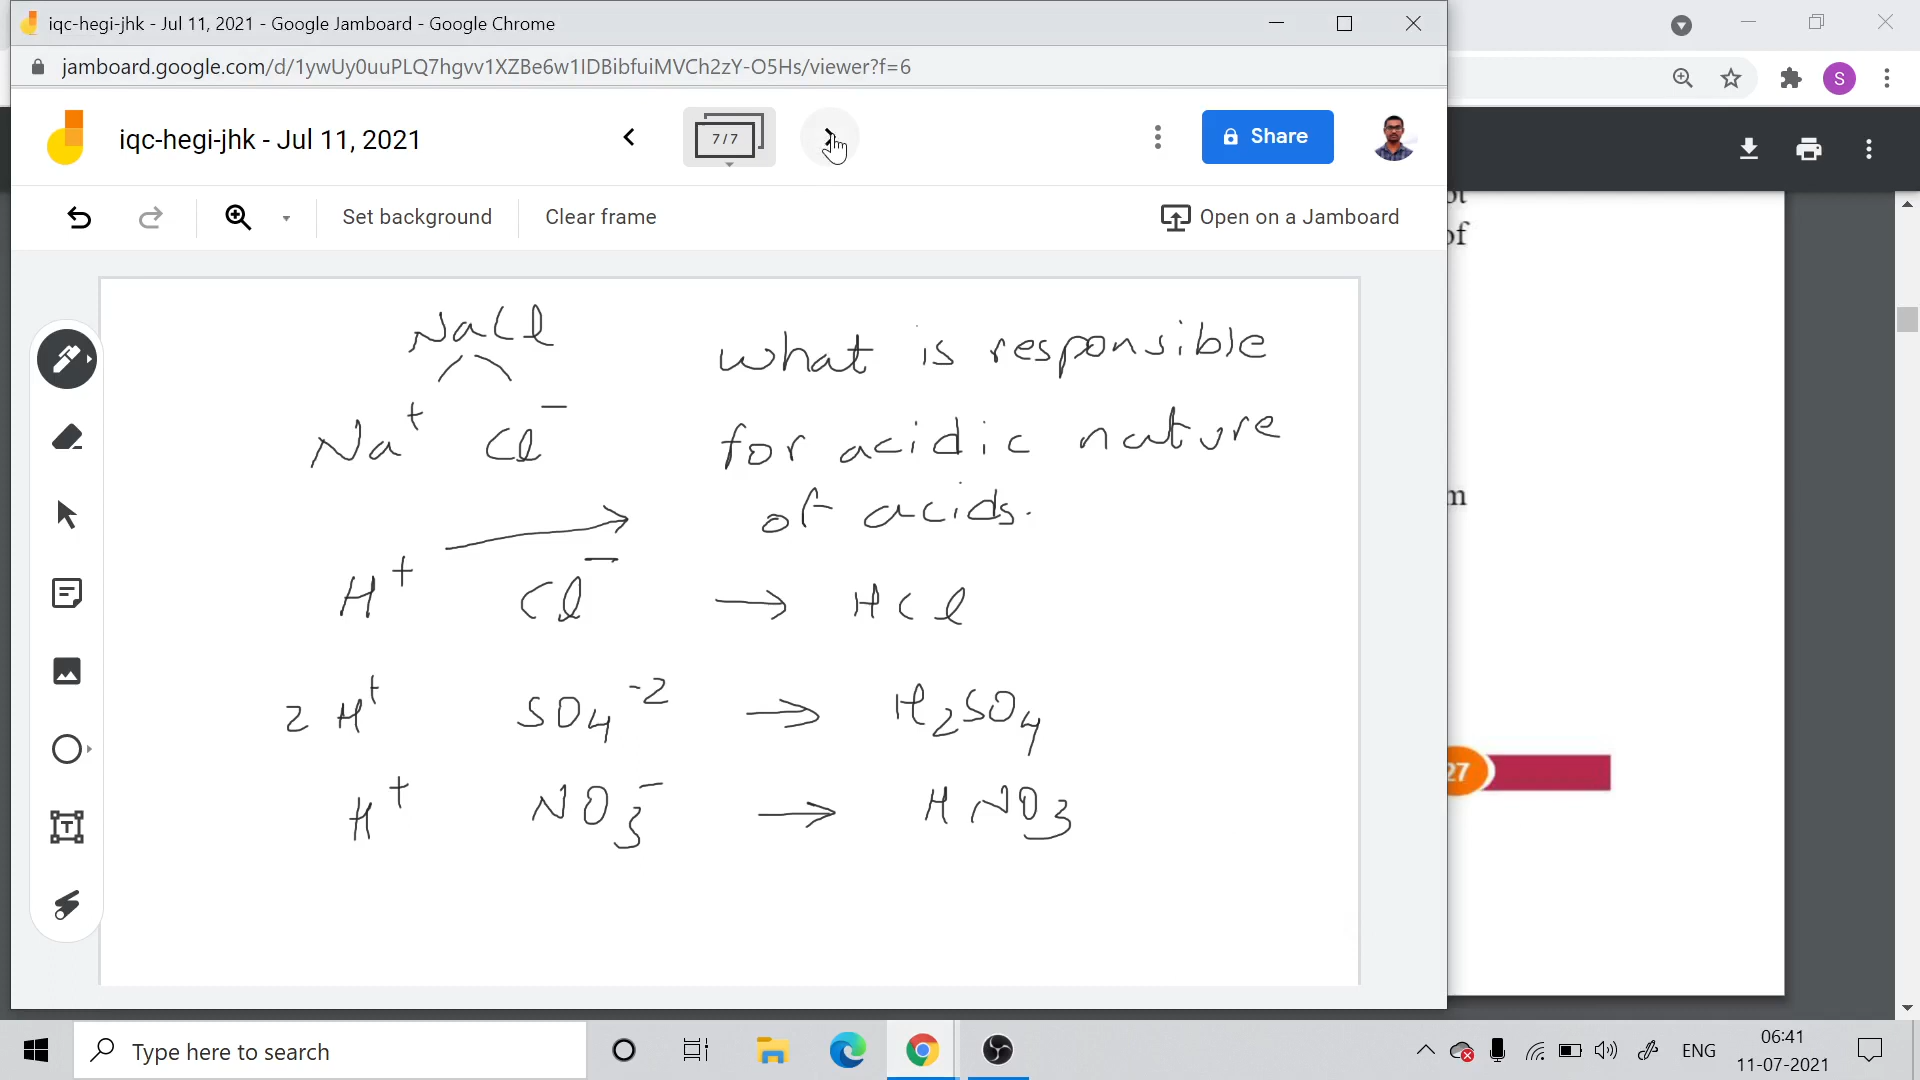 iqc-hegi-jhk - Jul 11, 2021 - Google Jamboard - Google Chrome
jamboard.google.com/d/1ywUy0uuPLQ7hgvv1XZBe6w1IDBibfuiMVCh2zY-O5Hs/viewer?f=6
S
iqc-hegi-jhk - Jul 11, 2021
7/7
Share
Set background
Clear frame
Open on a Jamboard
of
NaCl
what is responsible
Na⁺ Cl⁻
for acidic nature
of acids.
m
H⁺ Cl⁻ → HCl
2 H⁺ SO₄⁻² → H₂SO₄
27
H⁺ NO₃⁻ → HNO₃
Type here to search
ENG
06:41
11-07-2021